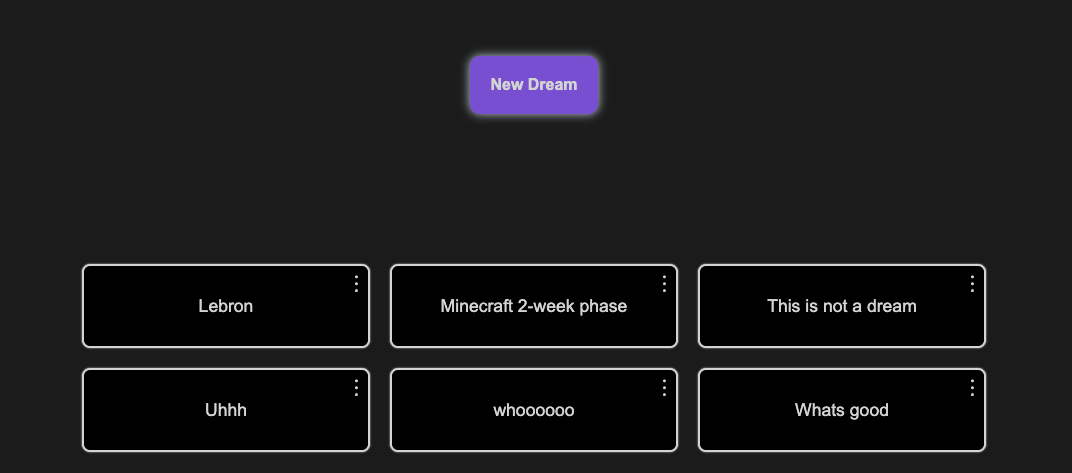 New Dream
Lebron
Minecraft 2-week phase
This is not a dream
Uhhh
whoooooo
Whats good